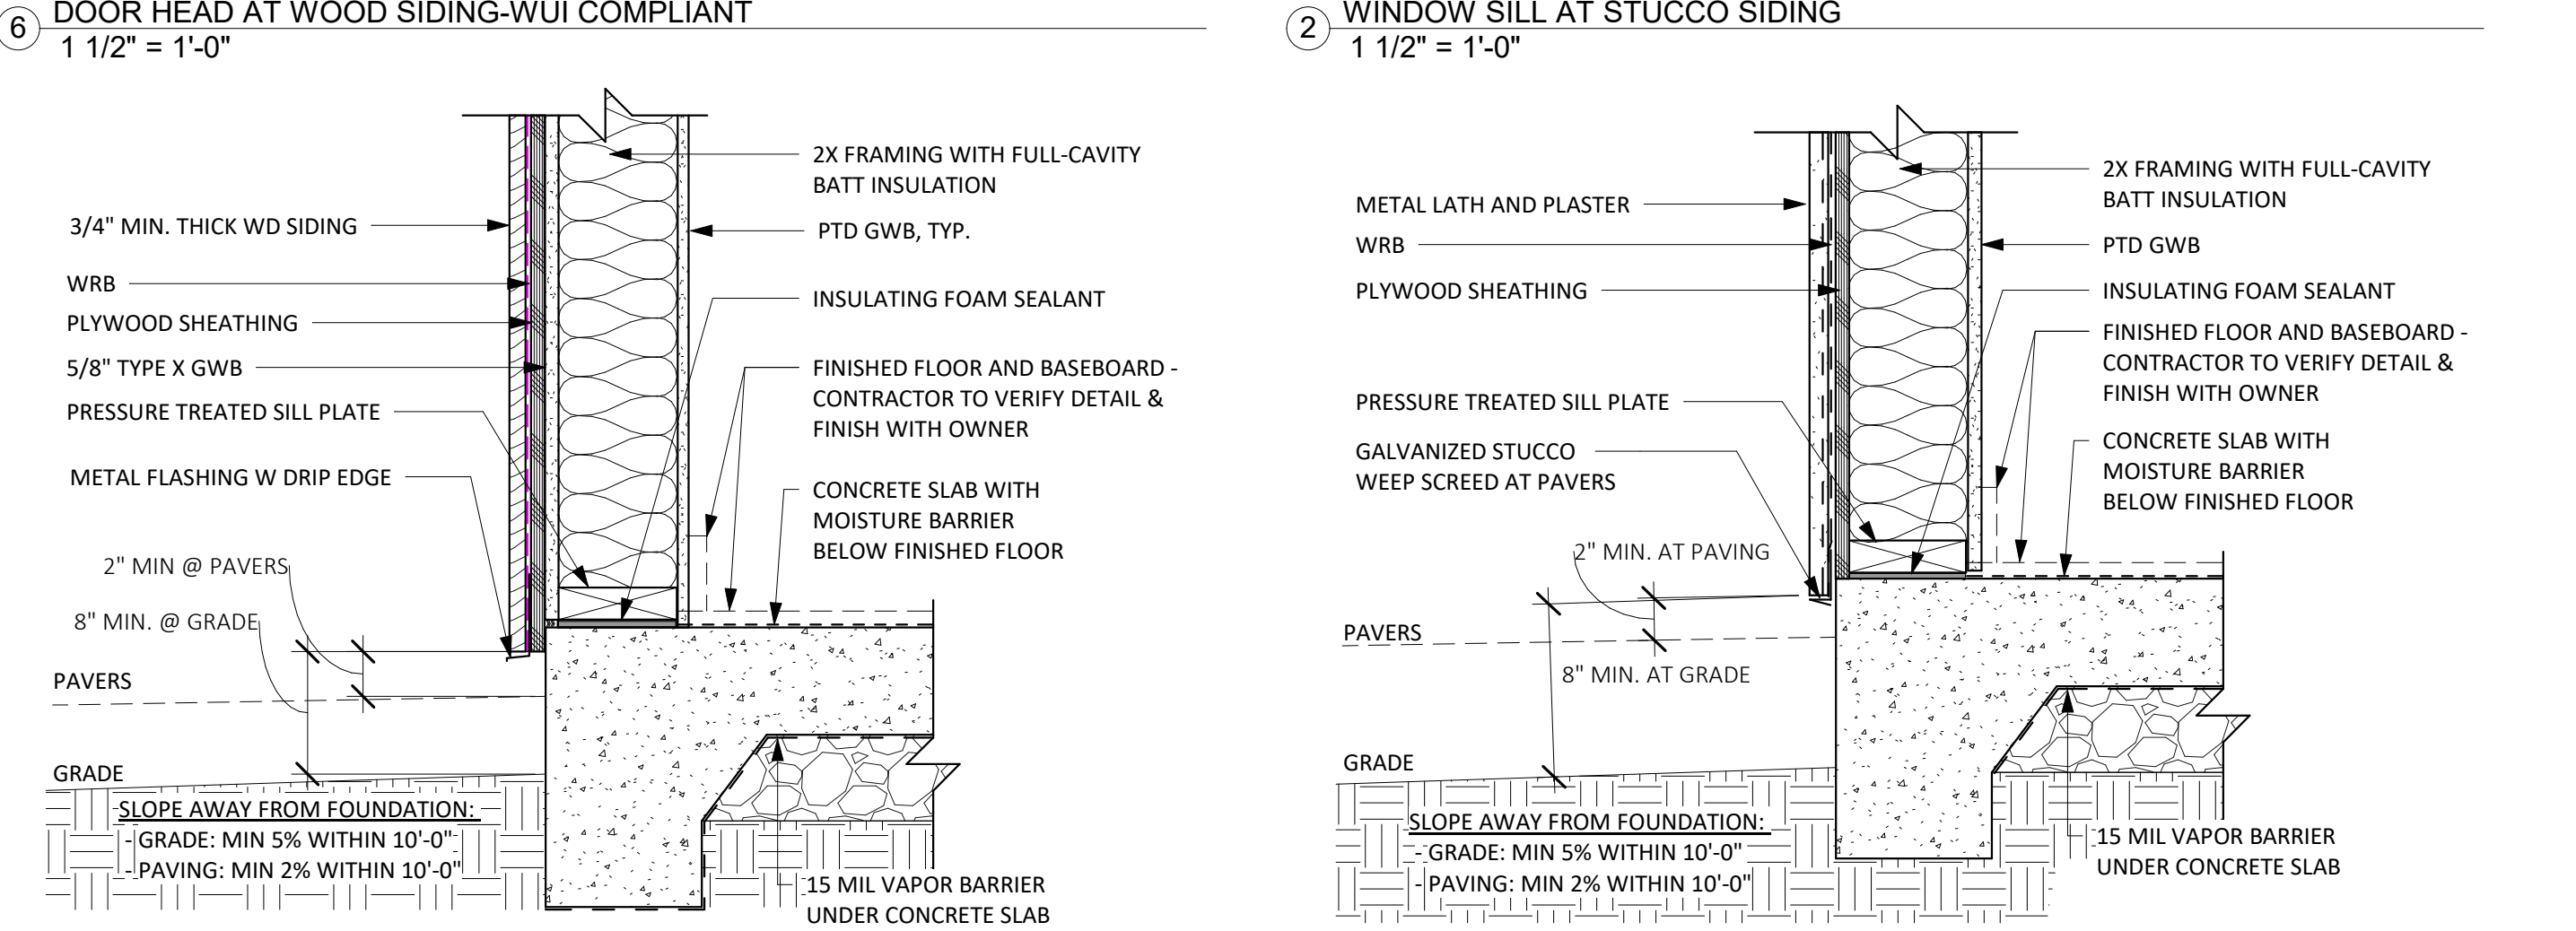 6
DOOR HEAD AT WOOD SIDING-WUI COMPLIANT
1 1/2" = 1'-0"
2X FRAMING WITH FULL-CAVITY
BATT INSULATION
3/4" MIN. THICK WD SIDING
PTD GWB, TYP.
WRB
INSULATING FOAM SEALANT
PLYWOOD SHEATHING
5/8" TYPE X GWB
FINISHED FLOOR AND BASEBOARD -
CONTRACTOR TO VERIFY DETAIL &
FINISH WITH OWNER
PRESSURE TREATED SILL PLATE
METAL FLASHING W DRIP EDGE
CONCRETE SLAB WITH
MOISTURE BARRIER
BELOW FINISHED FLOOR
2" MIN @ PAVERS
8" MIN. @ GRADE
PAVERS
GRADE
SLOPE AWAY FROM FOUNDATION:
- GRADE: MIN 5% WITHIN 10'-0"
- PAVING: MIN 2% WITHIN 10'-0"
15 MIL VAPOR BARRIER
UNDER CONCRETE SLAB
2
WINDOW SILL AT STUCCO SIDING
1 1/2" = 1'-0"
2X FRAMING WITH FULL-CAVITY
BATT INSULATION
METAL LATH AND PLASTER
WRB
PTD GWB
PLYWOOD SHEATHING
INSULATING FOAM SEALANT
FINISHED FLOOR AND BASEBOARD -
CONTRACTOR TO VERIFY DETAIL &
FINISH WITH OWNER
PRESSURE TREATED SILL PLATE
GALVANIZED STUCCO
WEEP SCREED AT PAVERS
CONCRETE SLAB WITH
MOISTURE BARRIER
BELOW FINISHED FLOOR
2" MIN. AT PAVING
PAVERS
8" MIN. AT GRADE
GRADE
SLOPE AWAY FROM FOUNDATION:
- GRADE: MIN 5% WITHIN 10'-0"
- PAVING: MIN 2% WITHIN 10'-0"
15 MIL VAPOR BARRIER
UNDER CONCRETE SLAB